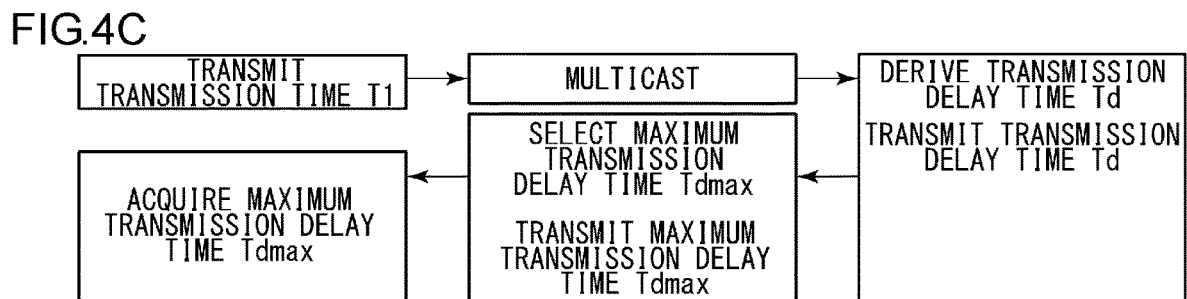 FIG.4C
TRANSMIT
TRANSMISSION TIME T1
MULTICAST
DERIVE TRANSMISSION
DELAY TIME Td
TRANSMIT TRANSMISSION
DELAY TIME Td
SELECT MAXIMUM
TRANSMISSION
DELAY TIME Tdmax
TRANSMIT MAXIMUM
TRANSMISSION DELAY
TIME Tdmax
ACQUIRE MAXIMUM
TRANSMISSION DELAY
TIME Tdmax